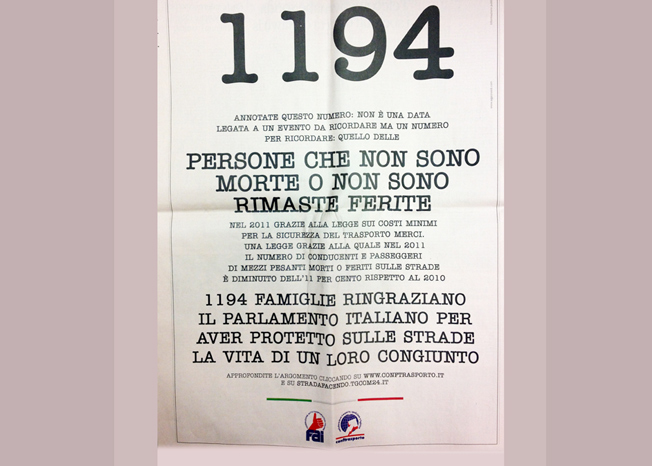 1194
ANNOTATE QUESTO NUMERO: NON È UNA DATA
LEGATA A UN EVENTO DA RICORDARE MA UN NUMERO
PER RICORDARE: QUELLO DELLE
PERSONE CHE NON SONO
MORTE O NON SONO
RIMASTE FERITE
NEL 2011 GRAZIE ALLA LEGGE SUI COSTI MINIMI
PER LA SICUREZZA DEL TRASPORTO MERCI.
UNA LEGGE GRAZIE ALLA QUALE NEL 2011
IL NUMERO DI CONDUCENTI E PASSEGGERI
DI MEZZI PESANTI MORTI O FERITI SULLE STRADE
È DIMINUITO DELL'11 PER CENTO RISPETTO AL 2010
1194 FAMIGLIE RINGRAZIANO
IL PARLAMENTO ITALIANO PER
AVER PROTETTO SULLE STRADE
LA VITA DI UN LORO CONGIUNTO
APPROFONDITE L'ARGOMENTO CLICCANDO SU WWW.CONFTRASPORTO.IT
E SU STRADAFACENDO.TGCOM24.IT
fai
conftrasporto